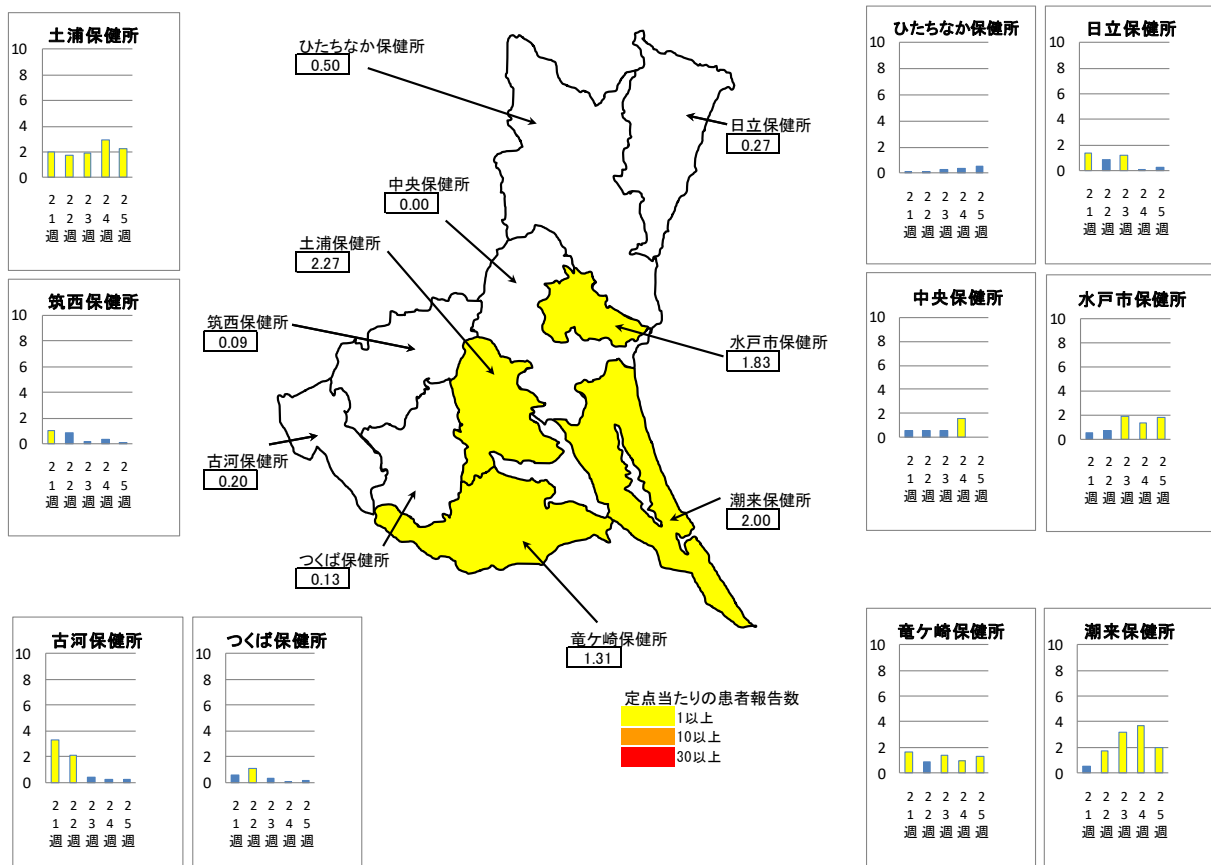 土浦保健所
10
8
6
4
2
0
21週
22週
23週
24週
25週
筑西保健所
10
8
6
4
2
0
21週
22週
23週
24週
25週
古河保健所
10
8
6
4
2
0
21週
22週
23週
24週
25週
つくば保健所
10
8
6
4
2
0
21週
22週
23週
24週
25週
ひたちなか保健所
0.50
日立保健所
0.27
中央保健所
0.00
土浦保健所
2.27
筑西保健所
0.09
水戸市保健所
1.83
古河保健所
0.20
潮来保健所
2.00
つくば保健所
0.13
竜ケ崎保健所
1.31
定点当たりの患者報告数
1以上
10以上
30以上
ひたちなか保健所
10
8
6
4
2
0
21週
22週
23週
24週
25週
日立保健所
10
8
6
4
2
0
21週
22週
23週
24週
25週
中央保健所
10
8
6
4
2
0
21週
22週
23週
24週
25週
水戸市保健所
10
8
6
4
2
0
21週
22週
23週
24週
25週
竜ケ崎保健所
10
8
6
4
2
0
21週
22週
23週
24週
25週
潮来保健所
10
8
6
4
2
0
21週
22週
23週
24週
25週